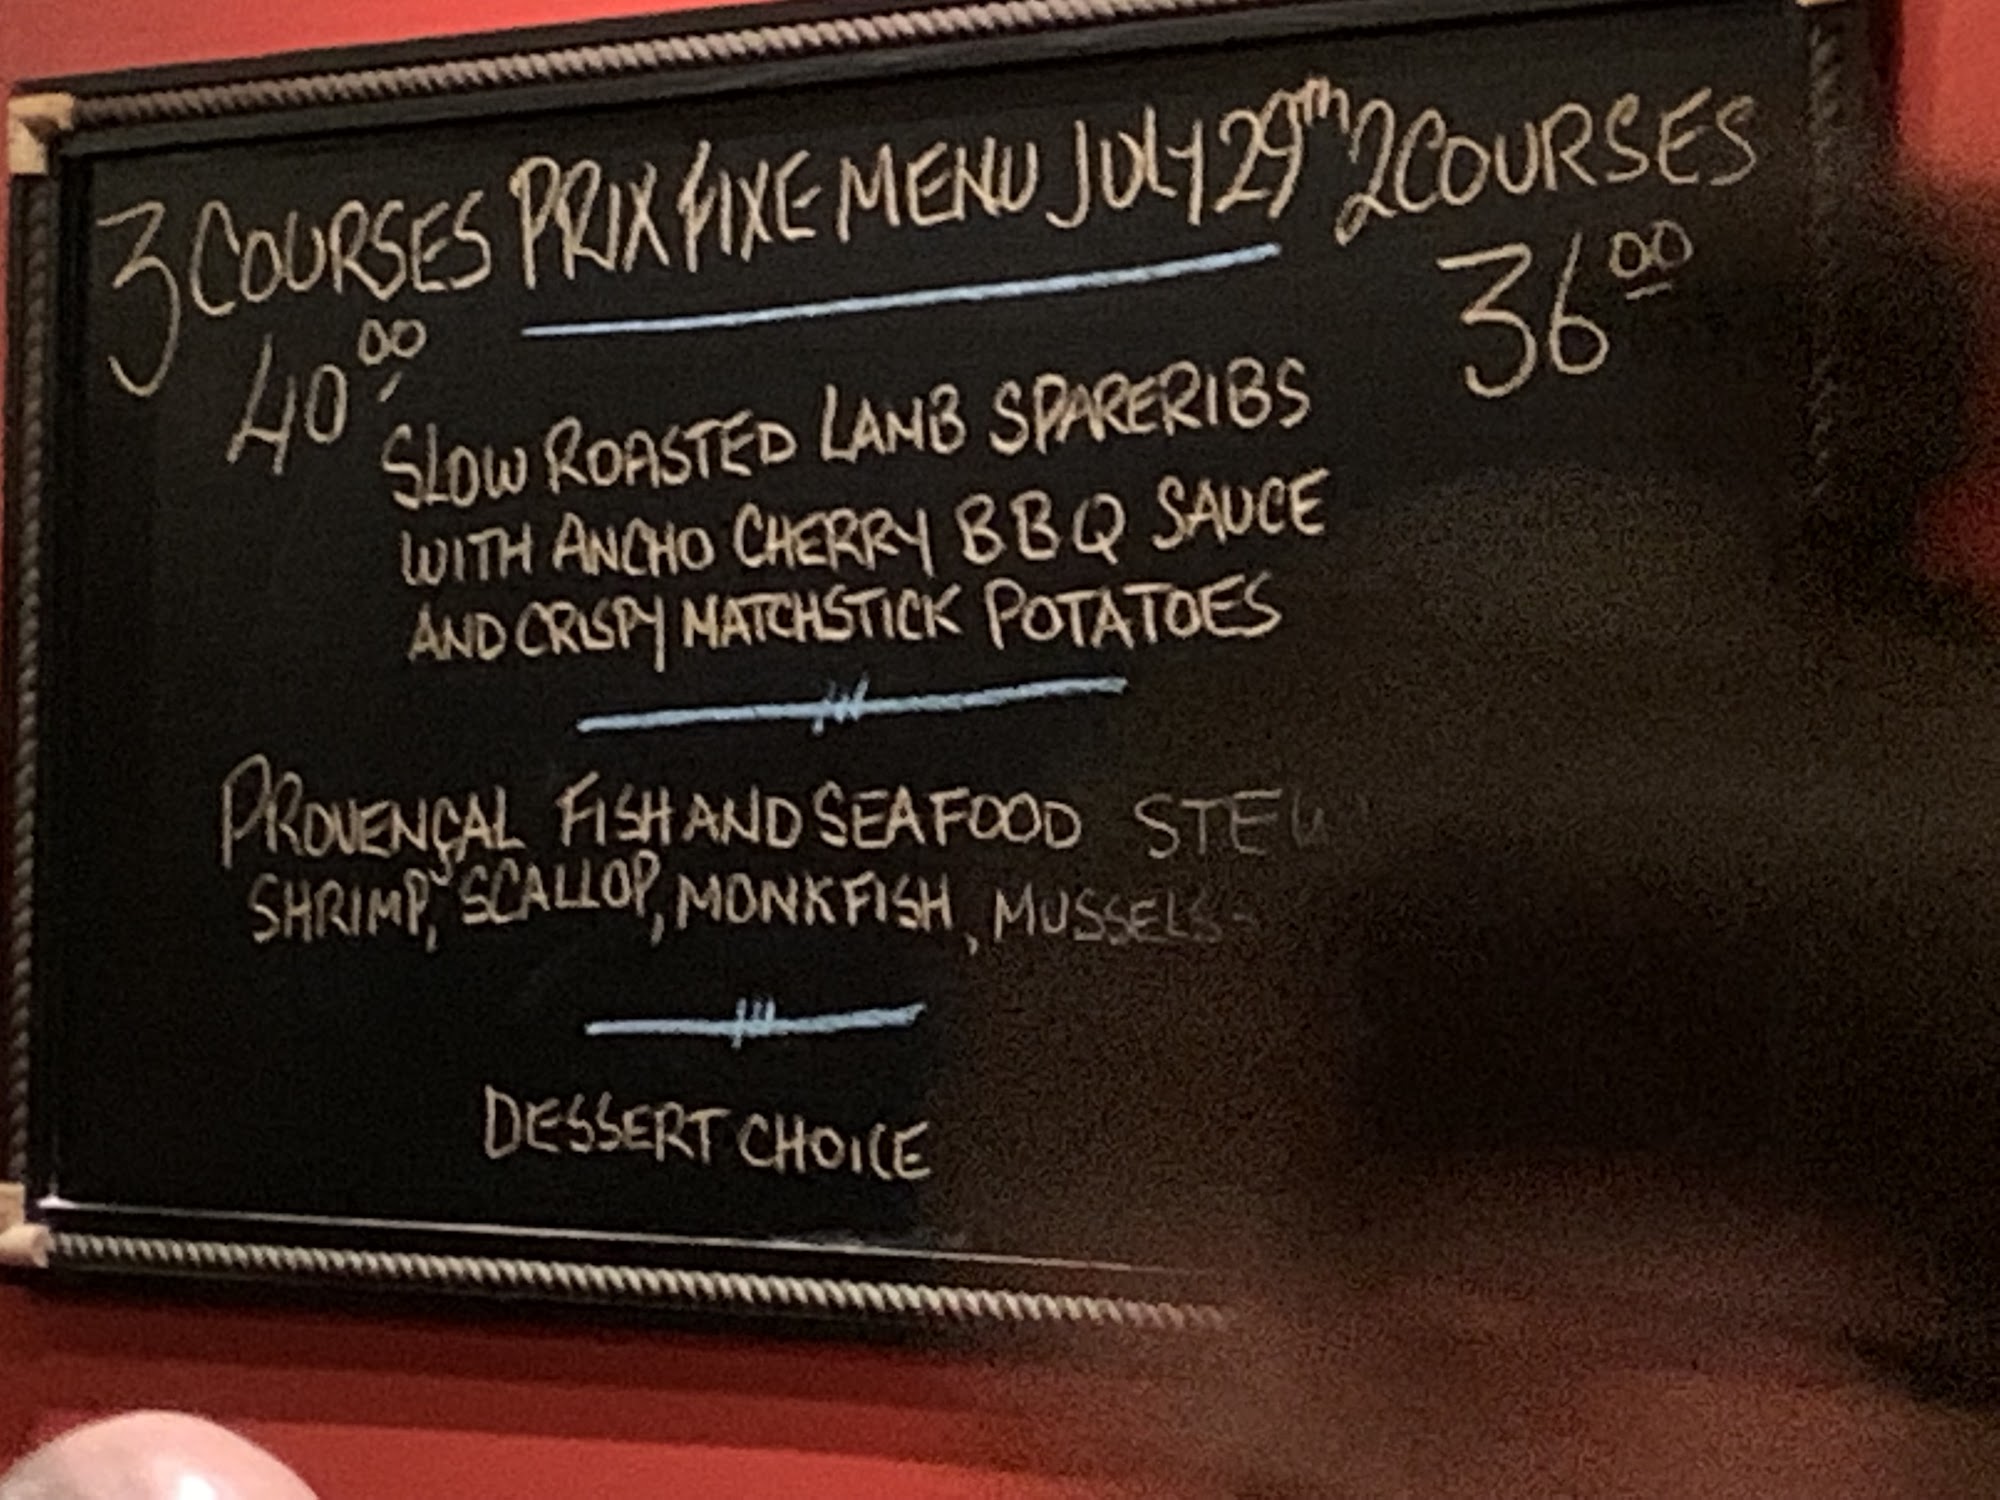 3 COURSES PRIX FIXE MENU JULY 29TH 2 COURSES
40 00 36 00
SLOW ROASTED LAMB SPARERIBS
WITH ANCHO CHERRY BBQ SAUCE
AND CRISPY MATCHSTICK POTATOES
PROVENÇAL FISH AND SEAFOOD STEW
SHRIMP, SCALLOP, MONKFISH, MUSSELS-
DESSERT CHOICE